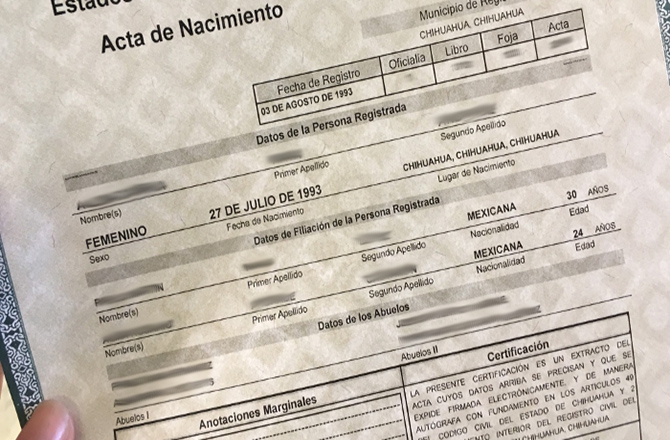 Estados
Acta de Nacimiento
Municipio de Reg
CHIHUAHUA, CHIHUAHUA
Fecha de Registro Oficialía Libro Foja Acta
03 DE AGOSTO DE 1993
Datos de la Persona Registrada
Nombre(s) Primer Apellido Segundo Apellido
FEMENINO 27 DE JULIO DE 1993 CHIHUAHUA, CHIHUAHUA, CHIHUAHUA
Sexo Fecha de Nacimiento Lugar de Nacimiento
Datos de Filiación de la Persona Registrada
MEXICANA 30 AÑOS
Nombre(s) Primer Apellido Segundo Apellido Nacionalidad Edad
MEXICANA 24 AÑOS
Nombre(s) Primer Apellido Segundo Apellido Nacionalidad Edad
Datos de los Abuelos
Abuelos I Abuelos II
Anotaciones Marginales
Certificación
LA PRESENTE CERTIFICACIÓN ES UN EXTRACTO DEL
ACTA CUYOS DATOS ARRIBA SE PRECISAN Y QUE SE
EXPIDE FIRMADA ELECTRÓNICAMENTE, Y DE MANERA
AUTÓGRAFA CON FUNDAMENTO EN LOS ARTÍCULOS 49
DEL CÓDIGO CIVIL DEL ESTADO DE CHIHUAHUA Y 2
INTERIOR DEL REGISTRO CIVIL DEL
CHIHUAHUA CHIHUAHUA